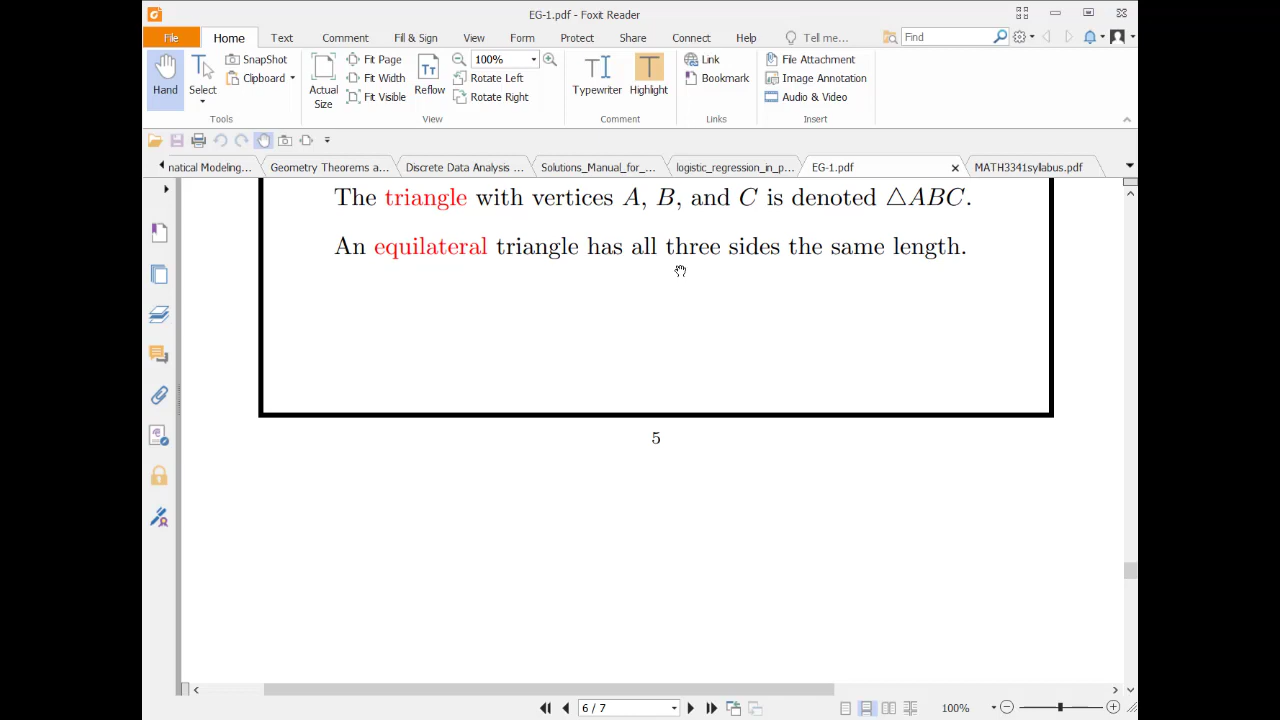 EG-1.pdf - Foxit Reader
File Home Text Comment Fill & Sign View Form Protect Share Connect Help Tell me... Find
Hand
Select
SnapShot
Clipboard
Tools
Actual
Size
Fit Page
Fit Width
Fit Visible
Reflow
100%
Rotate Left
Rotate Right
View
Typewriter
Highlight
Comment
Link
Bookmark
Links
File Attachment
Image Annotation
Audio & Video
Insert
natical Modeling... Geometry Theorems a... Discrete Data Analysis ... Solutions_Manual_for_... logistic_regression_in_p... EG-1.pdf MATH3341syllabus.pdf
The triangle with vertices A, B, and C is denoted △ABC.
An equilateral triangle has all three sides the same length.
5
6 / 7
100%